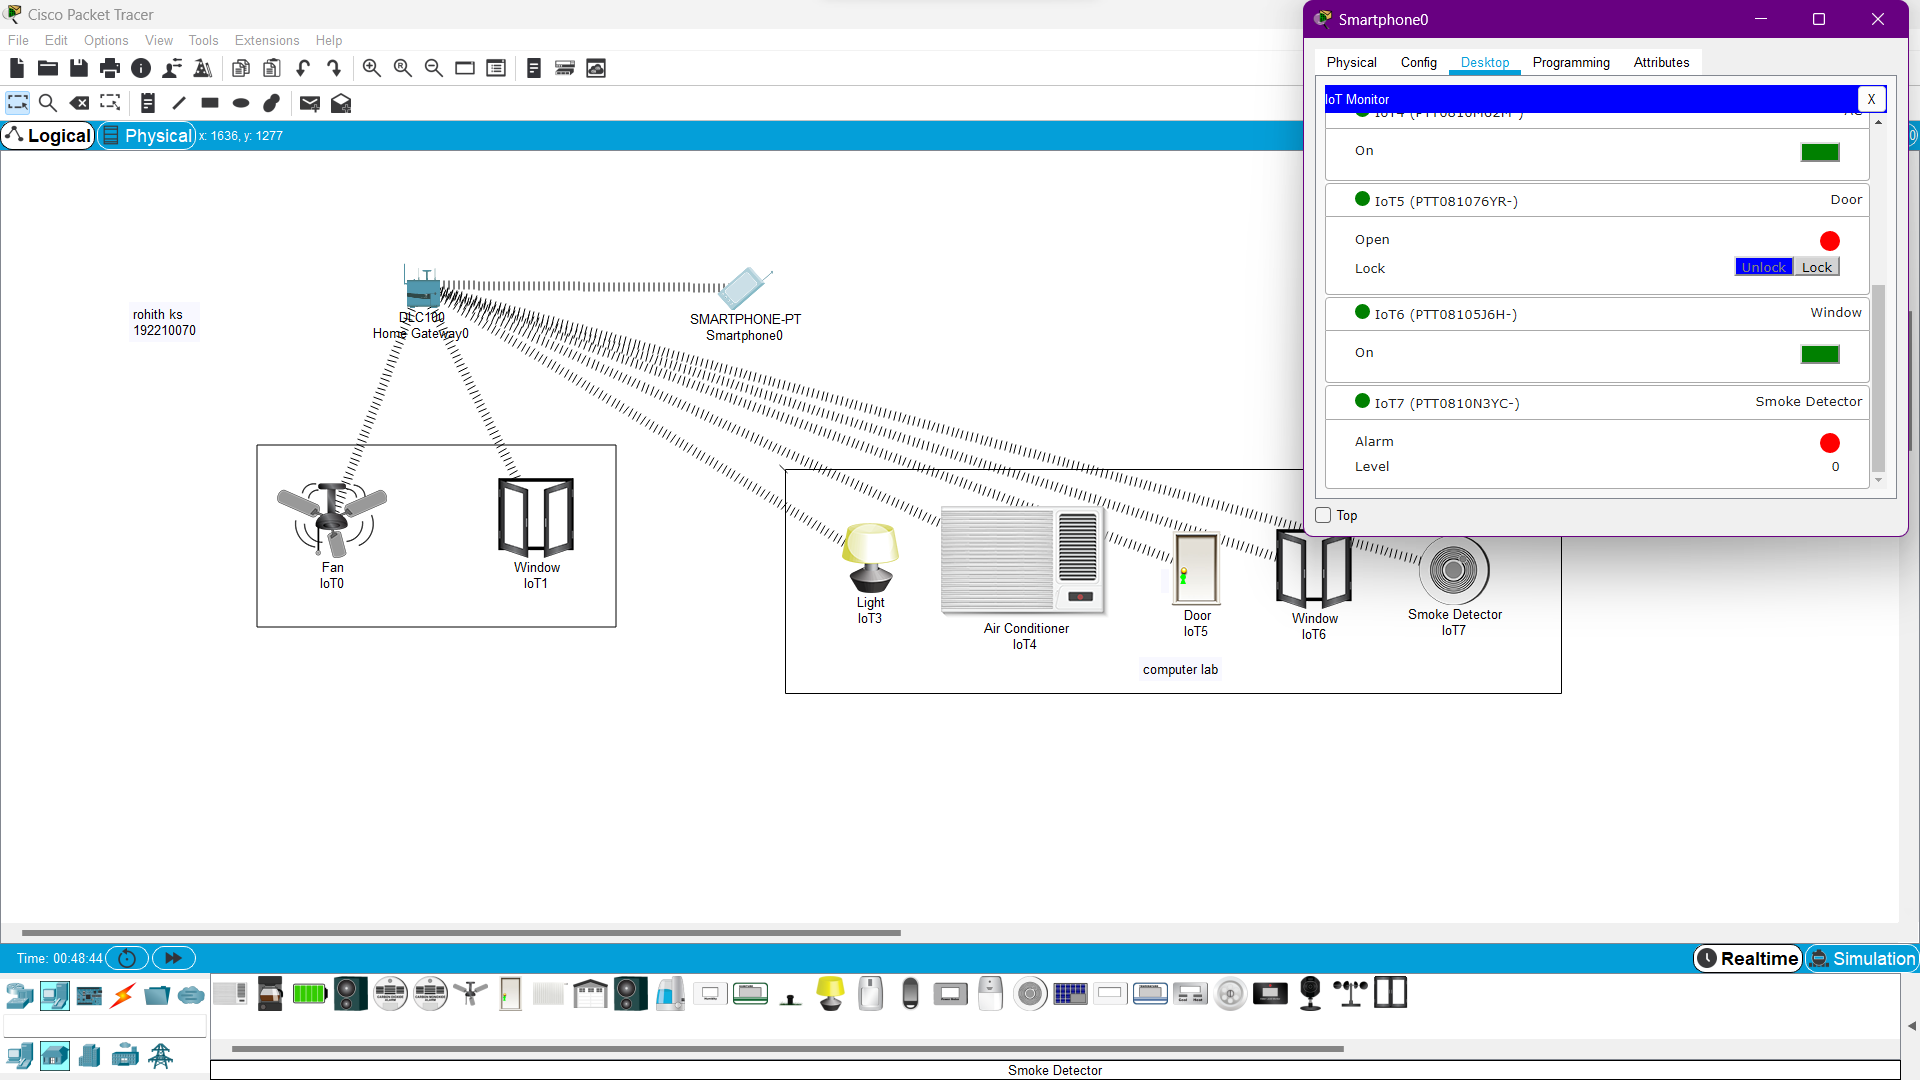 Cisco Packet Tracer
File Edit Options View Tools Extensions Help
Logical Physical x: 1636, y: 1277
rohith ks
192210070
DLC100
Home Gateway0
SMARTPHONE-PT
Smartphone0
Fan
IoT0
Window
IoT1
Light
IoT3
Air Conditioner
IoT4
Door
IoT5
Window
IoT6
Smoke Detector
IoT7
computer lab
Smartphone0
Physical Config Desktop Programming Attributes
IoT Monitor X
On
IoT5 (PTT081076YR-) Door
Open
Lock Unlock Lock
IoT6 (PTT08105J6H-) Window
On
IoT7 (PTT0810N3YC-) Smoke Detector
Alarm
Level 0
Top
Time: 00:48:44
Realtime Simulation
Smoke Detector